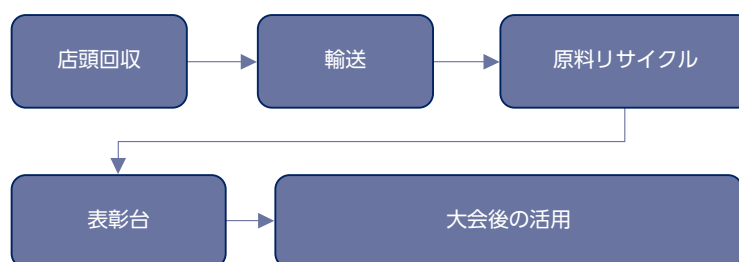 店頭回収
輸送
原料リサイクル
表彰台
大会後の活用